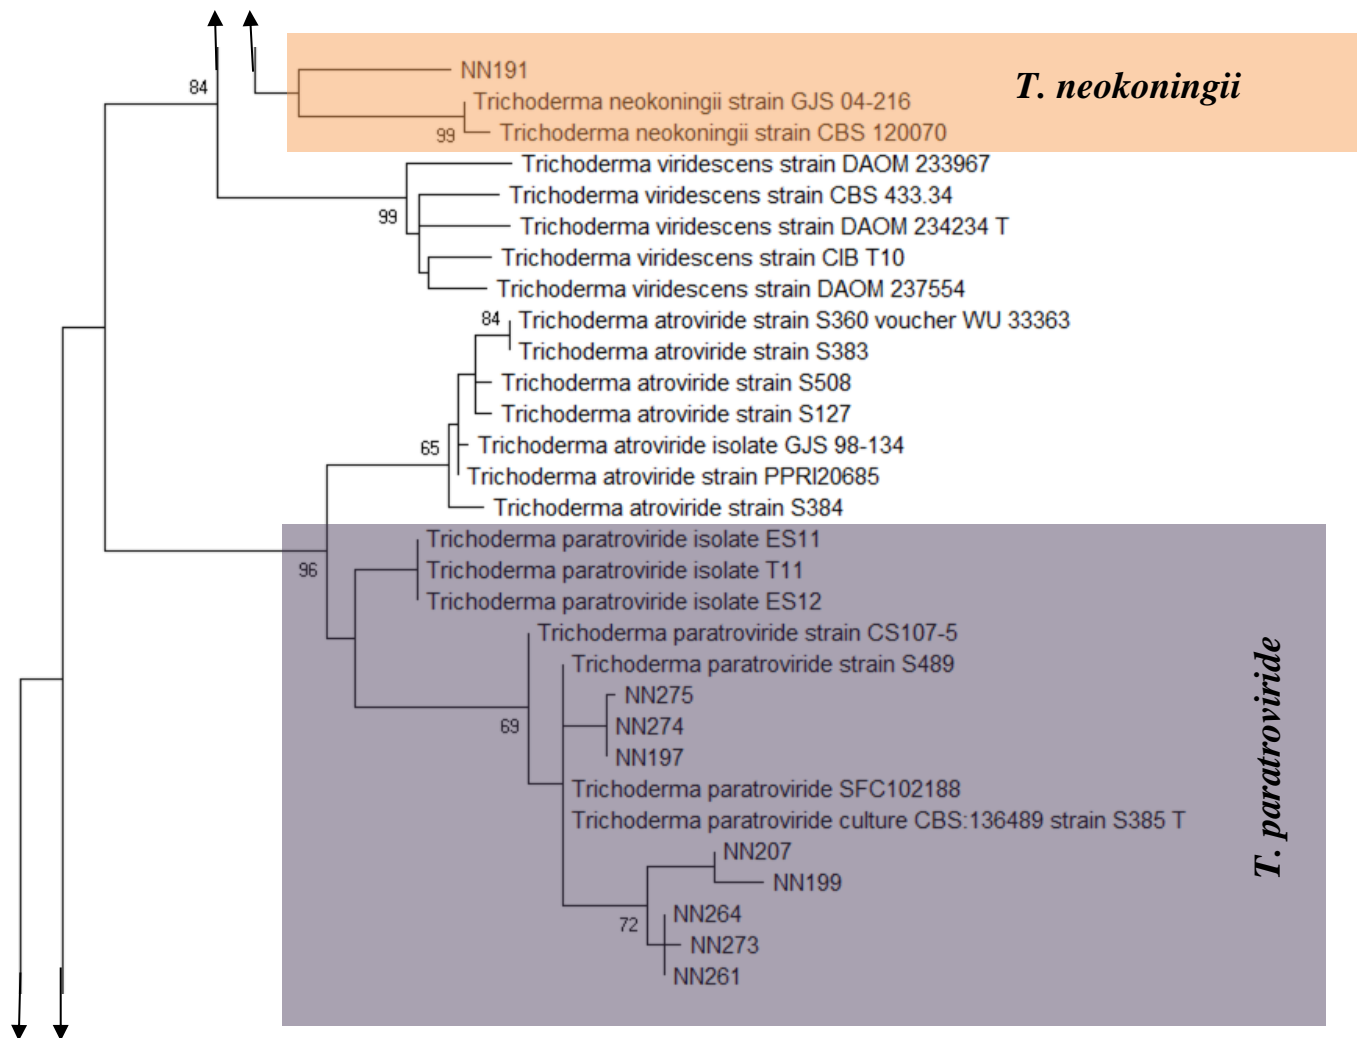 84
NN191
T. neokoningii
Trichoderma neokoningii strain GJS 04-216
99
Trichoderma neokoningii strain CBS 120070
Trichoderma viridescens strain DAOM 233967
Trichoderma viridescens strain CBS 433.34
99
Trichoderma viridescens strain DAOM 234234 T
Trichoderma viridescens strain CIB T10
Trichoderma viridescens strain DAOM 237554
84
Trichoderma atroviride strain S360 voucher WU 33363
Trichoderma atroviride strain S383
Trichoderma atroviride strain S508
Trichoderma atroviride strain S127
65
Trichoderma atroviride isolate GJS 98-134
Trichoderma atroviride strain PPRI20685
Trichoderma atroviride strain S384
Trichoderma paratroviride isolate ES11
96
Trichoderma paratroviride isolate T11
Trichoderma paratroviride isolate ES12
Trichoderma paratroviride strain CS107-5
Trichoderma paratroviride strain S489
NN275
69
NN274
NN197
T. paratroviride
Trichoderma paratroviride SFC102188
Trichoderma paratroviride culture CBS:136489 strain S385 T
NN207
NN199
72
NN264
NN273
NN261